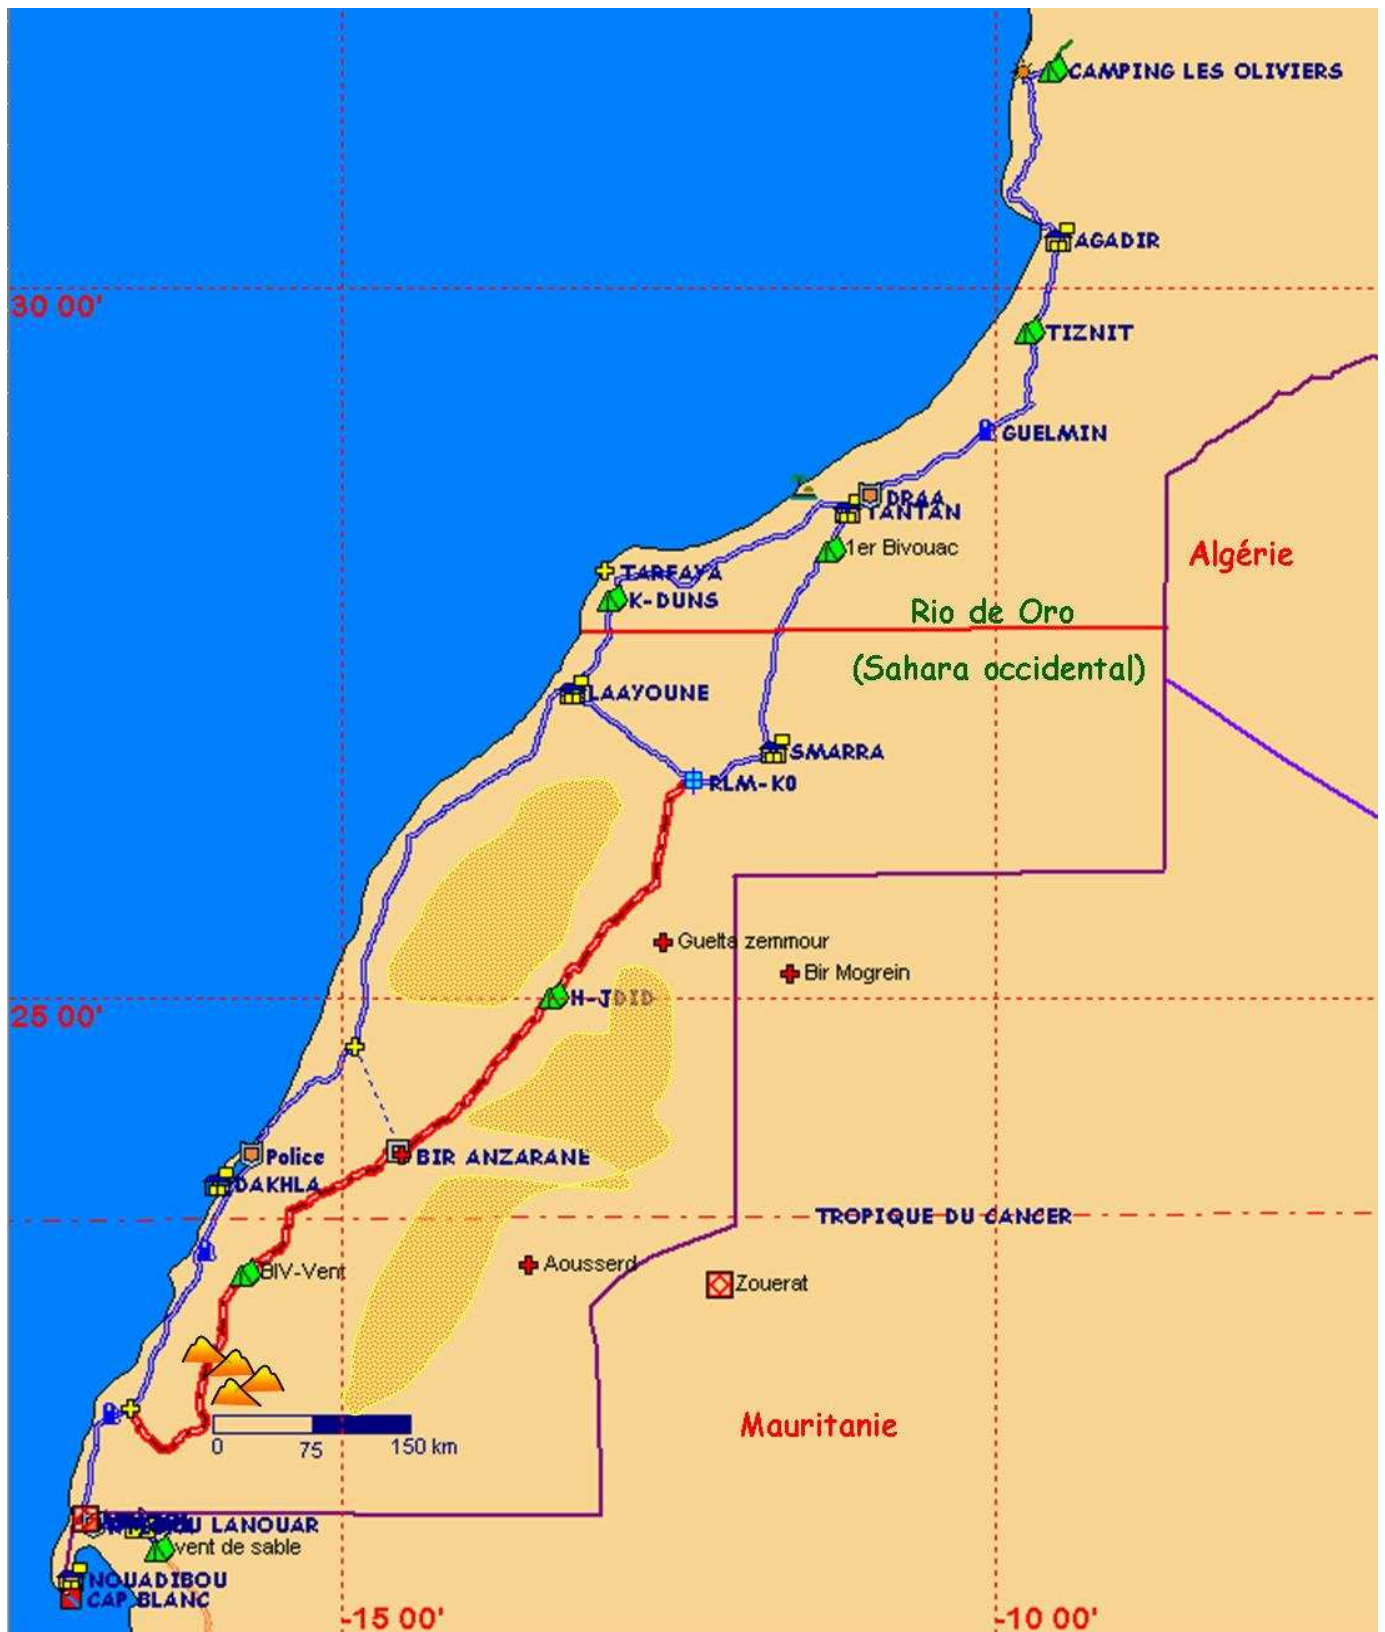 CAMPING LES OLIVIERS
AGADIR
30 00'
TIZNIT
GUELMIN
DRAA
TANTAN
1er Bivouac
Algérie
TARFAYA
K-DUNS
Rio de Oro
(Sahara occidental)
LAAYOUNE
SMARRA
RLM-K0
Guelta zemmour
Bir Mogrein
H-JDID
25 00'
Police
BIR ANZARANE
DAKHLA
TROPIQUE DU CANCER
BIV-Vent
Aousserd
Zouerat
Mauritanie
0 75 150 km
LANOUAR
vent de sable
NOUADIBOU
CAP BLANC
-15 00'
-10 00'